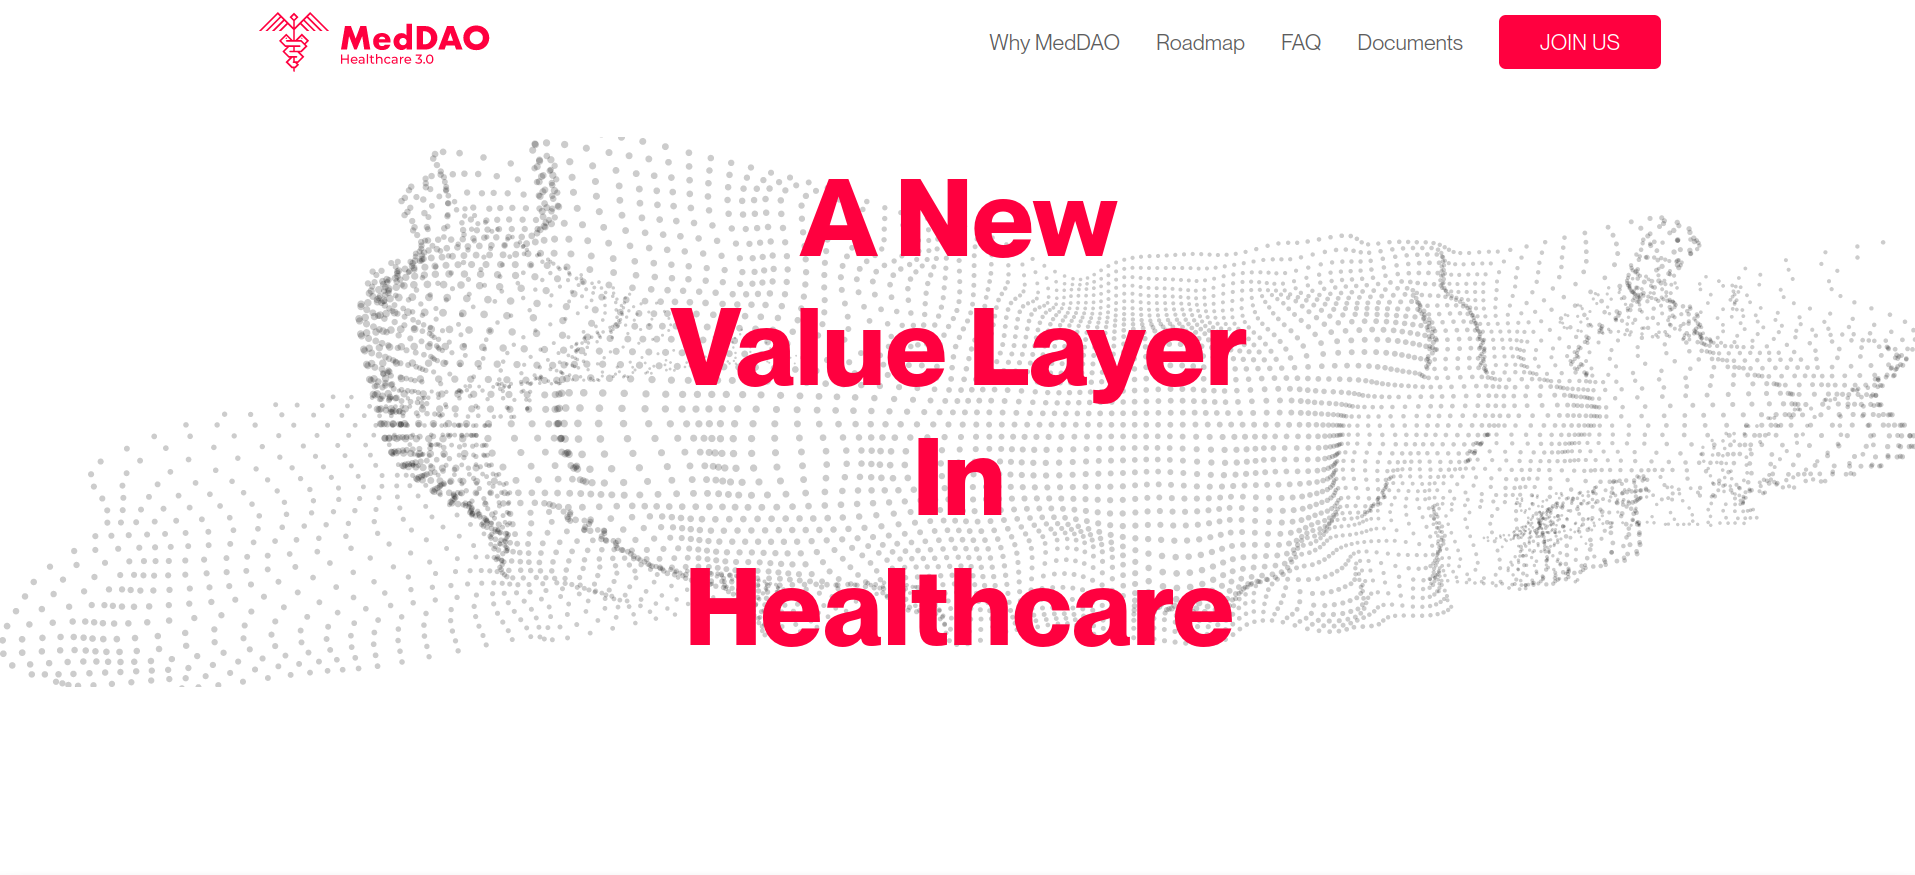 MedDAO
Healthcare 3.0
Why MedDAO
Roadmap
FAQ
Documents
JOIN US
A New
Value Layer
In
Healthcare